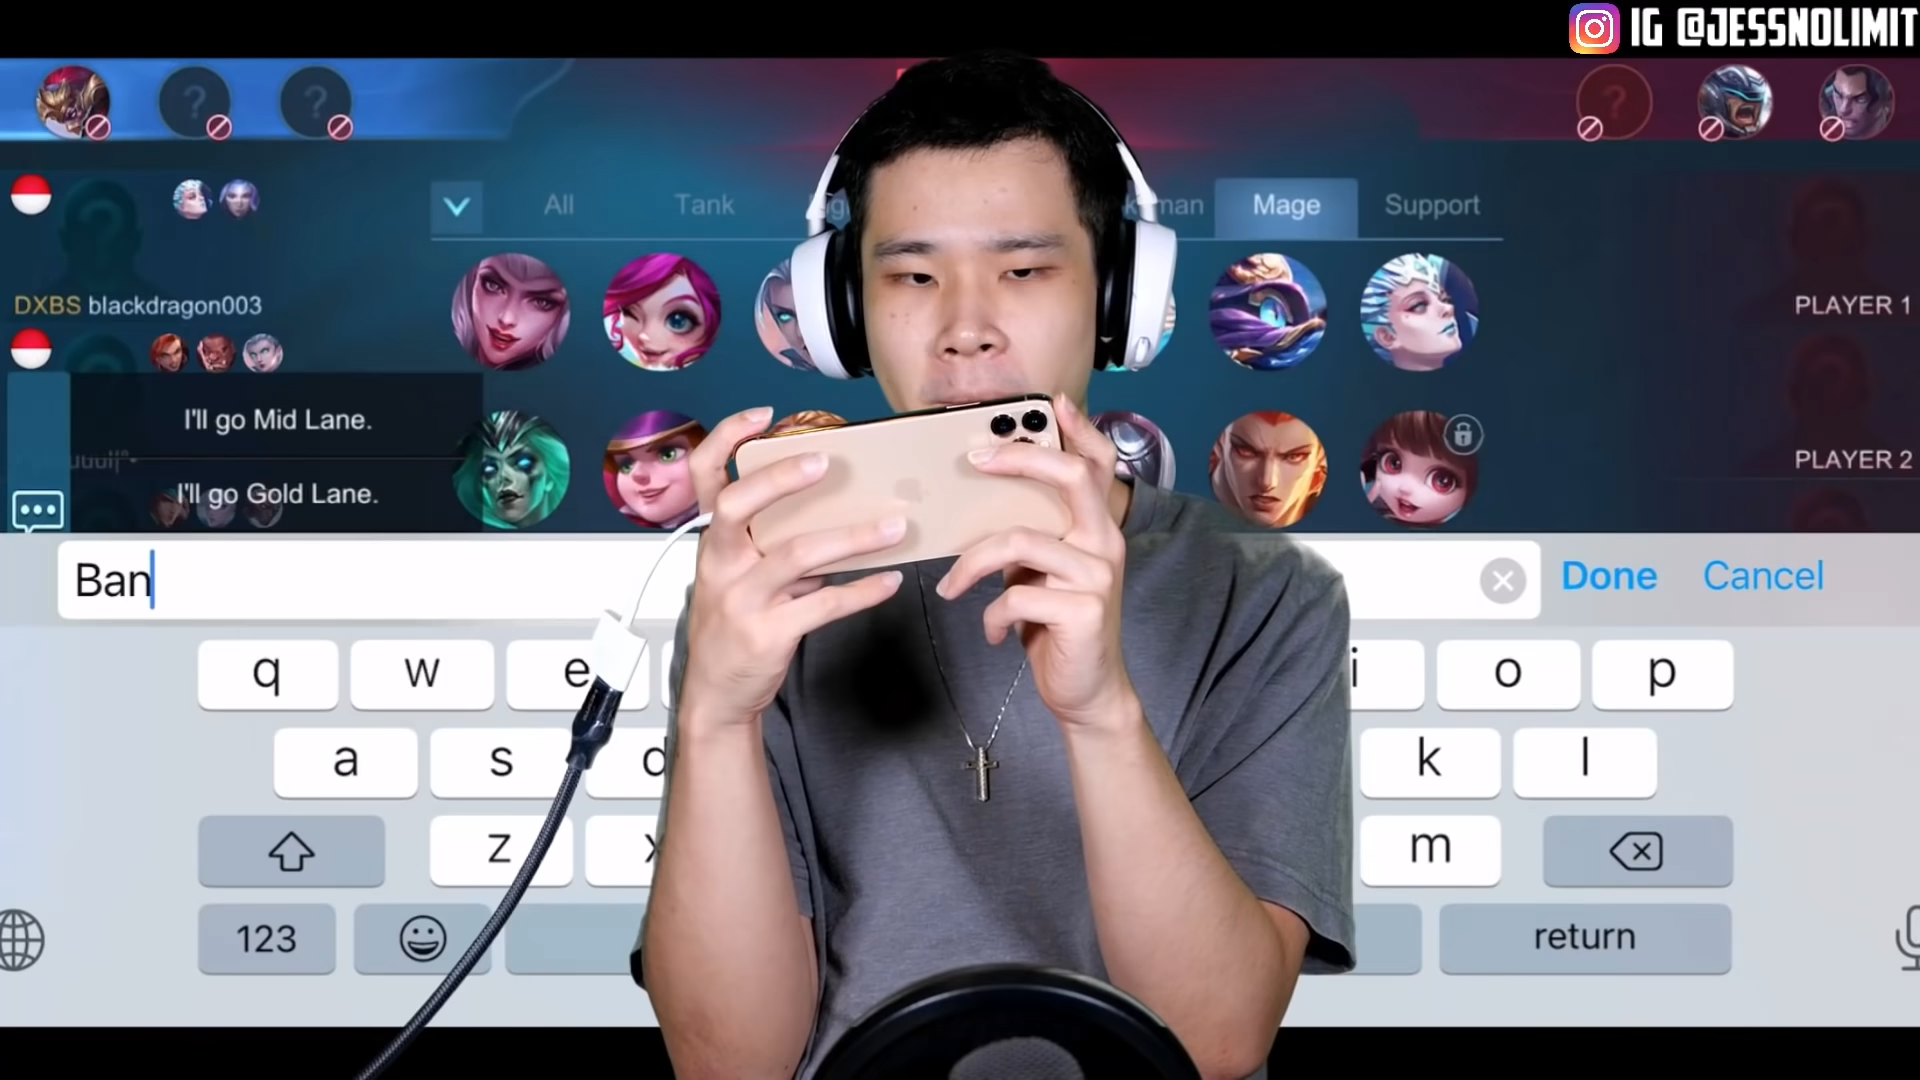 IG @JESSNOLIMIT
All
Tank
Mage
Support
DXBS blackdragon003
PLAYER 1
I'll go Mid Lane.
I'll go Gold Lane.
PLAYER 2
Ban
Done
Cancel
q
w
e
i
o
p
a
s
d
k
l
z
x
m
123
return